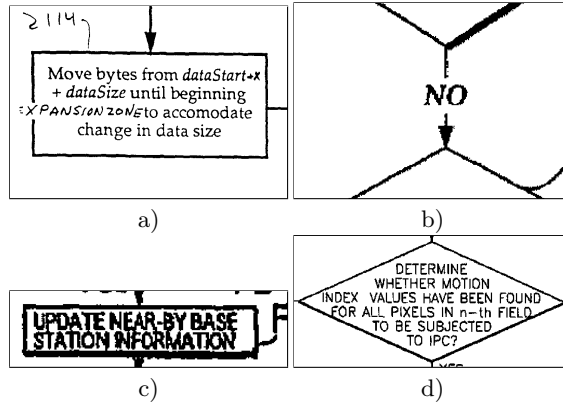 2114
Move bytes from dataStart+x
+ dataSize until beginning
EXPANSION ZONE to accomodate
change in data size
a)
NO
b)
UPDATE NEAR-BY BASE
STATION INFORMATION
c)
DETERMINE
WHETHER MOTION
INDEX VALUES HAVE BEEN FOUND
FOR ALL PIXELS IN n-th FIELD
TO BE SUBJECTED
TO IPC?
YES
d)